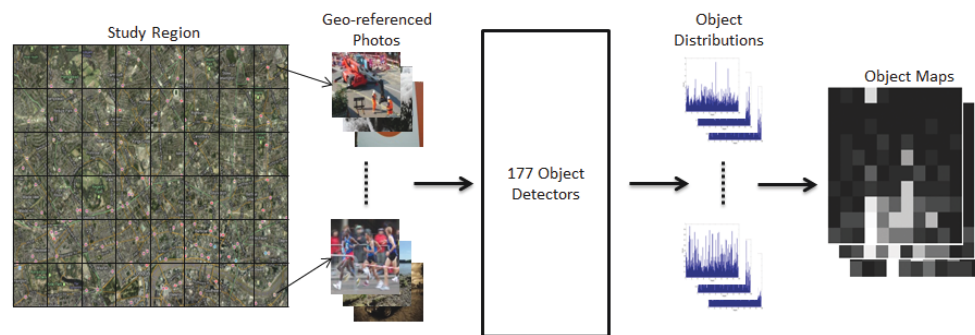 Study Region
Geo-referenced
Photos
177 Object
Detectors
Object
Distributions
Object Maps